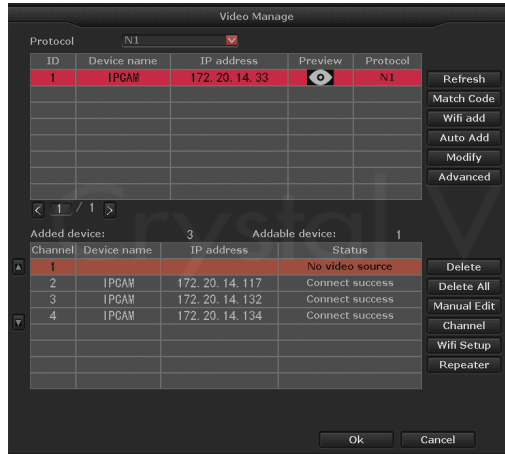 Video Manage
Protocol N1
ID Device name IP address Preview Protocol
1 IPCAM 172. 20. 14. 33 N1
Refresh
Match Code
Wifi add
Auto Add
Modify
Advanced
< 1 / 1 >
Crystal V
Added device: 3 Addable device: 1
Channel Device name IP address Status
1 No video source
2 IPCAM 172. 20. 14. 117 Connect success
3 IPCAM 172. 20. 14. 132 Connect success
4 IPCAM 172. 20. 14. 134 Connect success
Delete
Delete All
Manual Edit
Channel
Wifi Setup
Repeater
Ok Cancel